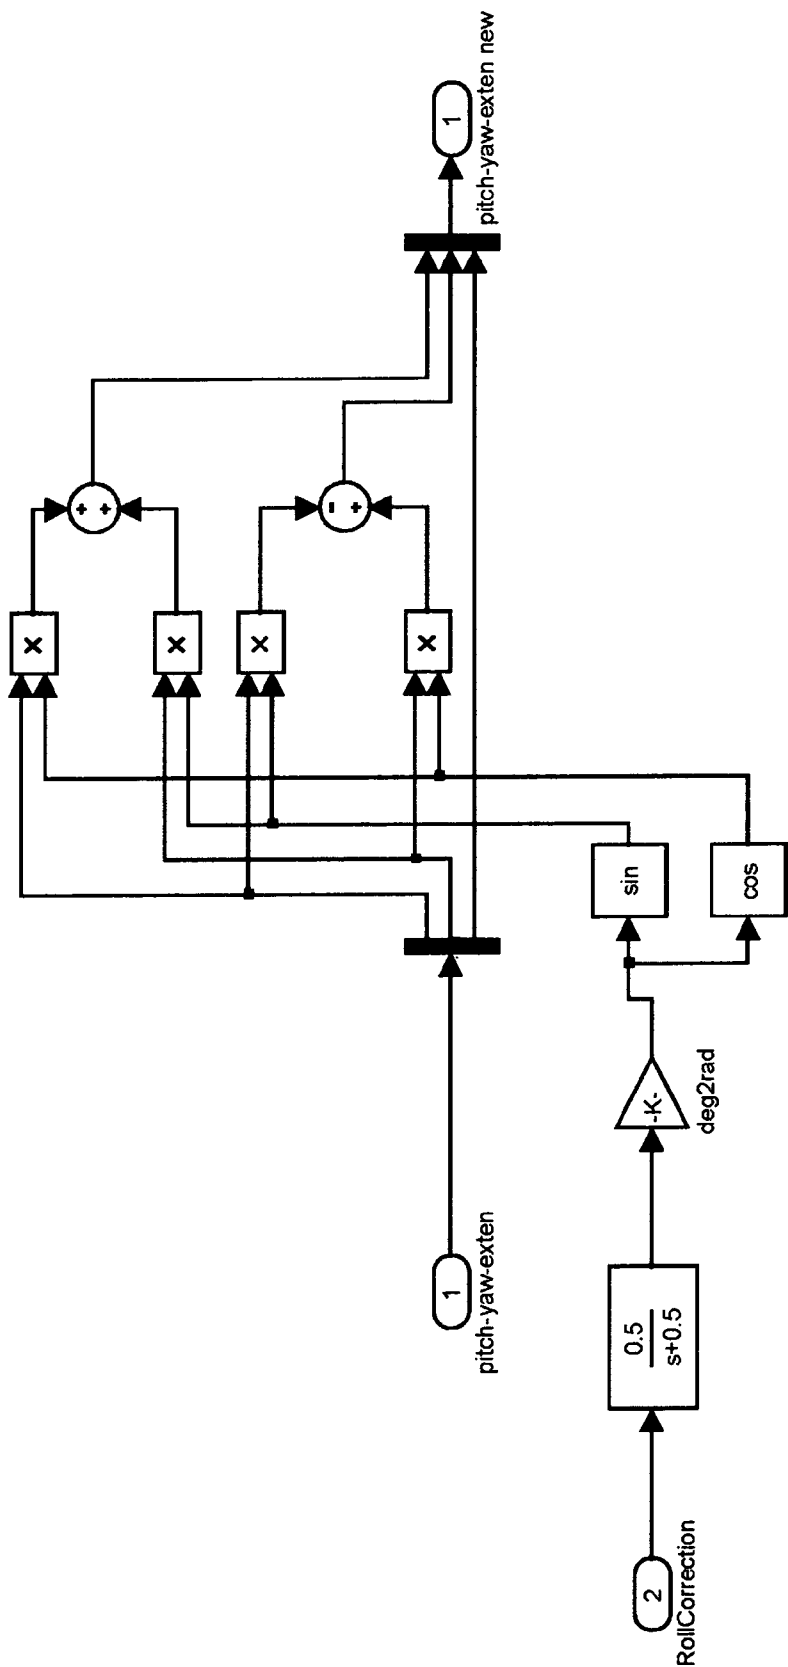 ×
+
+
×
×
-
+
×
1
pitch-yaw-exten
1
pitch-yaw-exten new
2
RollCorrection
0.5
s+0.5
-K-
deg2rad
sin
cos